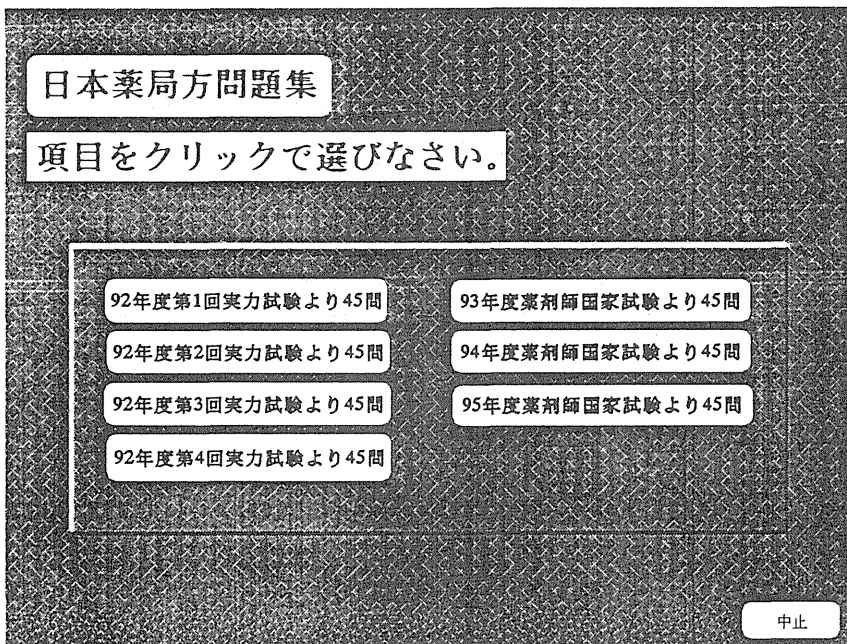 日本薬局方問題集
項目をクリックで選びなさい。
92年度第1回実力試験より45問
92年度第2回実力試験より45問
92年度第3回実力試験より45問
92年度第4回実力試験より45問
93年度薬剤師国家試験より45問
94年度薬剤師国家試験より45問
95年度薬剤師国家試験より45問
中止